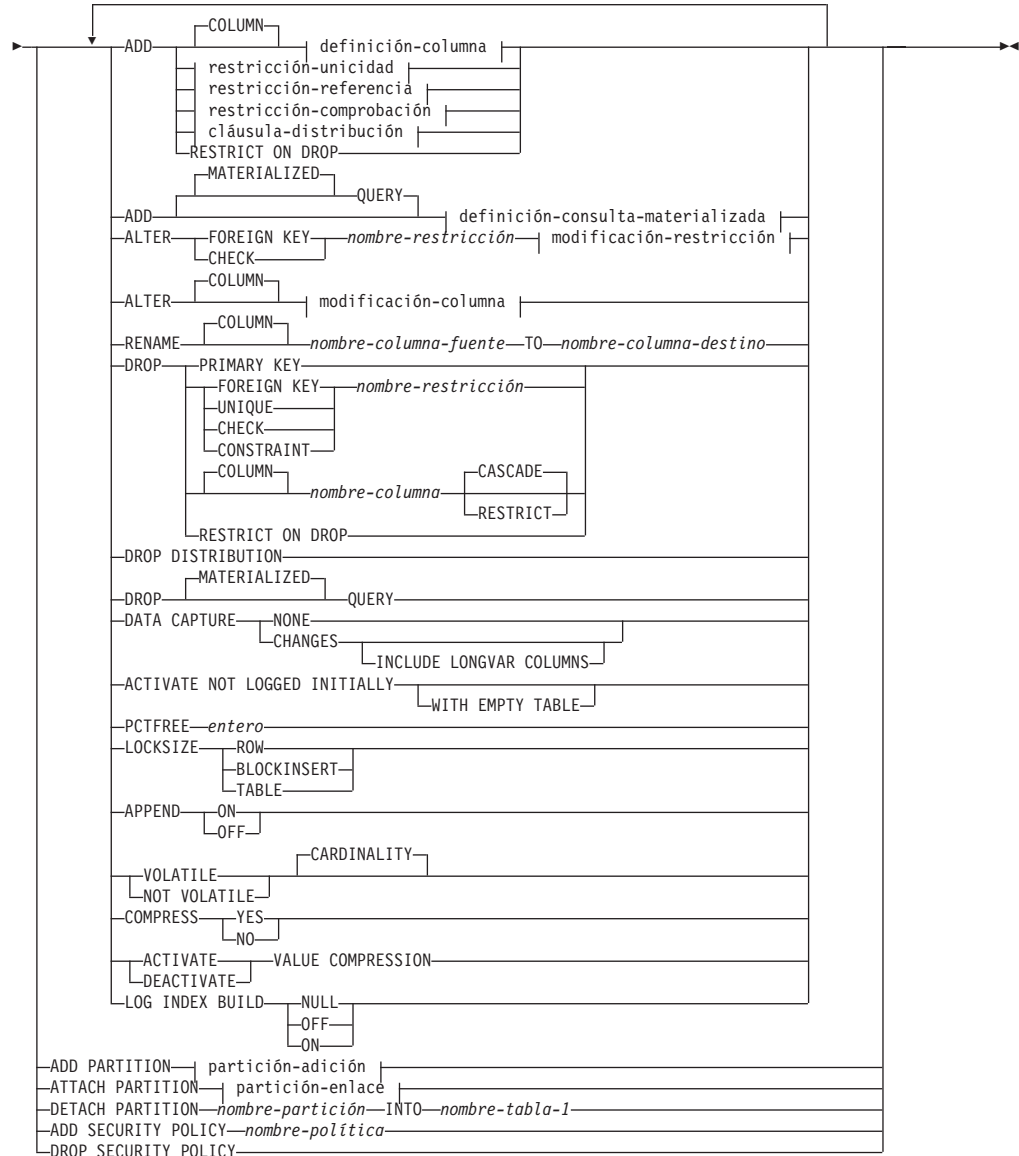 COLUMN
ADD definición-columna
restricción-unicidad
restricción-referencia
restricción-comprobación
cláusula-distribución
RESTRICT ON DROP
MATERIALIZED
QUERY
ADD definición-consulta-materializada
ALTER FOREIGN KEY nombre-restricción modificación-restricción
CHECK
COLUMN
ALTER modificación-columna
COLUMN
RENAME nombre-columna-fuente TO nombre-columna-destino
DROP PRIMARY KEY
FOREIGN KEY nombre-restricción
UNIQUE
CHECK
CONSTRAINT
COLUMN CASCADE
nombre-columna
RESTRICT
RESTRICT ON DROP
DROP DISTRIBUTION
MATERIALIZED
DROP QUERY
DATA CAPTURE NONE
CHANGES
INCLUDE LONGVAR COLUMNS
ACTIVATE NOT LOGGED INITIALLY
WITH EMPTY TABLE
PCTFREE entero
LOCKSIZE ROW
BLOCKINSERT
TABLE
APPEND ON
OFF
CARDINALITY
VOLATILE
NOT VOLATILE
COMPRESS YES
NO
ACTIVATE VALUE COMPRESSION
DEACTIVATE
LOG INDEX BUILD NULL
OFF
ON
ADD PARTITION partición-adición
ATTACH PARTITION partición-enlace
DETACH PARTITION nombre-partición INTO nombre-tabla-1
ADD SECURITY POLICY nombre-política
DROP SECURITY POLICY